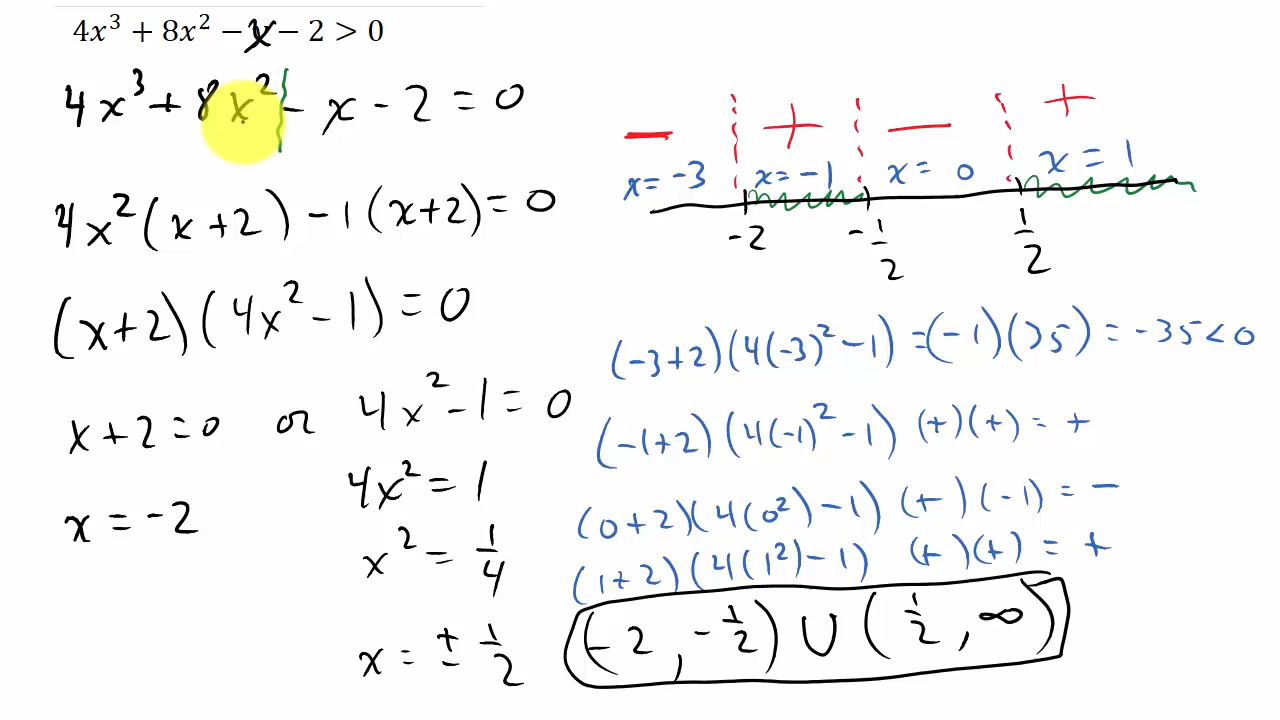 4x³ + 8x² − x − 2 > 0
4x³ + 8x² − x − 2 = 0
4x²(x+2) − 1(x+2) = 0
(x+2)(4x² − 1) = 0
x + 2 = 0 or 4x² − 1 = 0
x = −2
4x² = 1
x² = 1/4
x = ± 1/2
− + − +
x = −3 x = −1 x = 0 x = 1
−2 −1/2 1/2
(−3+2)(4(−3)² − 1) = (−1)(35) = −35 < 0
(−1+2)(4(−1)² − 1) (+)(+) = +
(0+2)(4(0²) − 1) (+)(−1) = −
(1+2)(4(1²) − 1) (+)(+) = +
(−2, −1/2) ∪ (1/2, ∞)